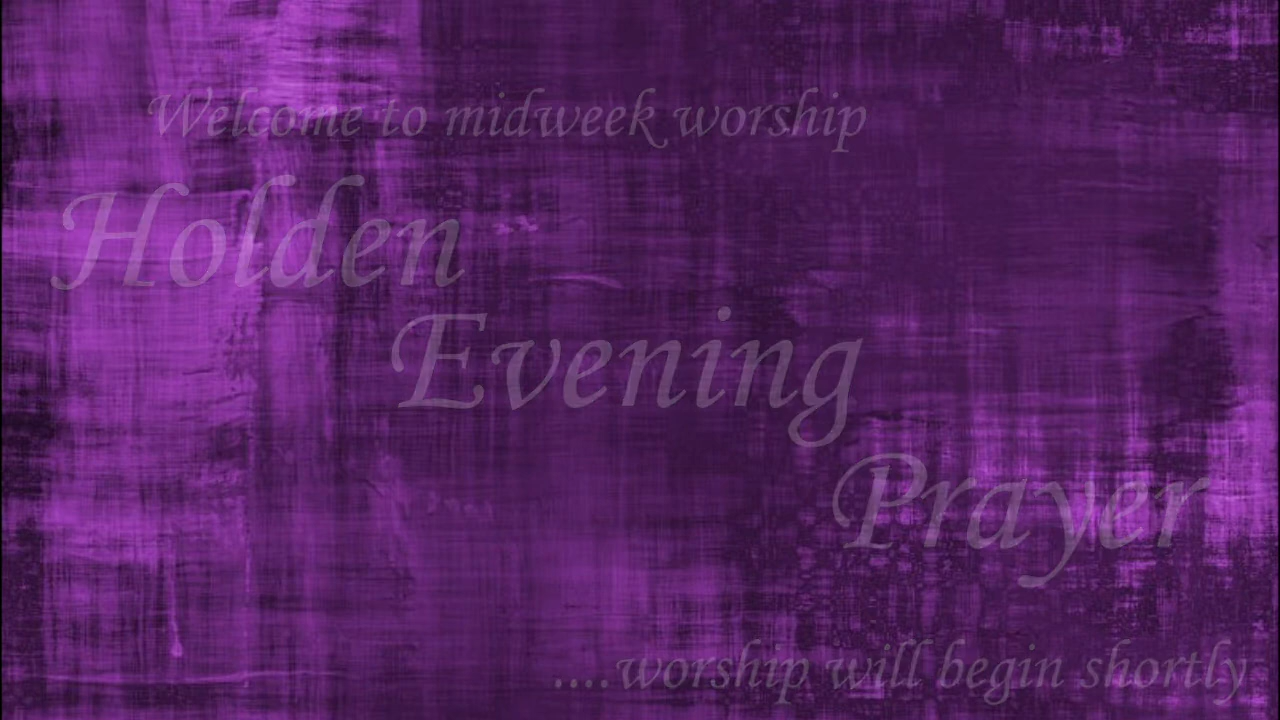 Welcome to midweek worship
Holden
Evening
Prayer
....worship will begin shortly